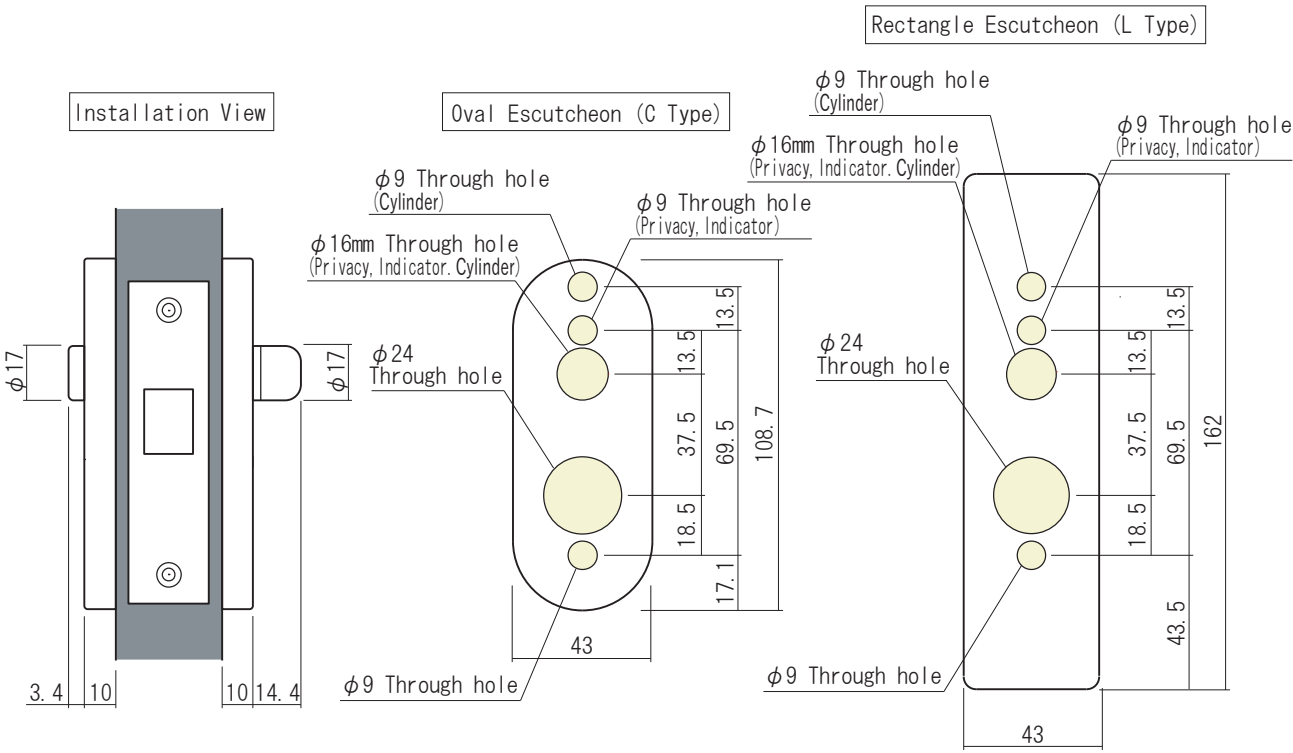 Installation View
φ17
φ17
3.4
10
10
14.4
Oval Escutcheon (C Type)
φ9 Through hole
(Cylinder)
φ9 Through hole
(Privacy, Indicator)
φ16mm Through hole
(Privacy, Indicator. Cylinder)
φ24
Through hole
13.5
13.5
37.5
69.5
108.7
18.5
17.1
43
φ9 Through hole
Rectangle Escutcheon (L Type)
φ9 Through hole
(Cylinder)
φ9 Through hole
(Privacy, Indicator)
φ16mm Through hole
(Privacy, Indicator. Cylinder)
φ24
Through hole
13.5
13.5
37.5
69.5
162
18.5
43.5
φ9 Through hole
43